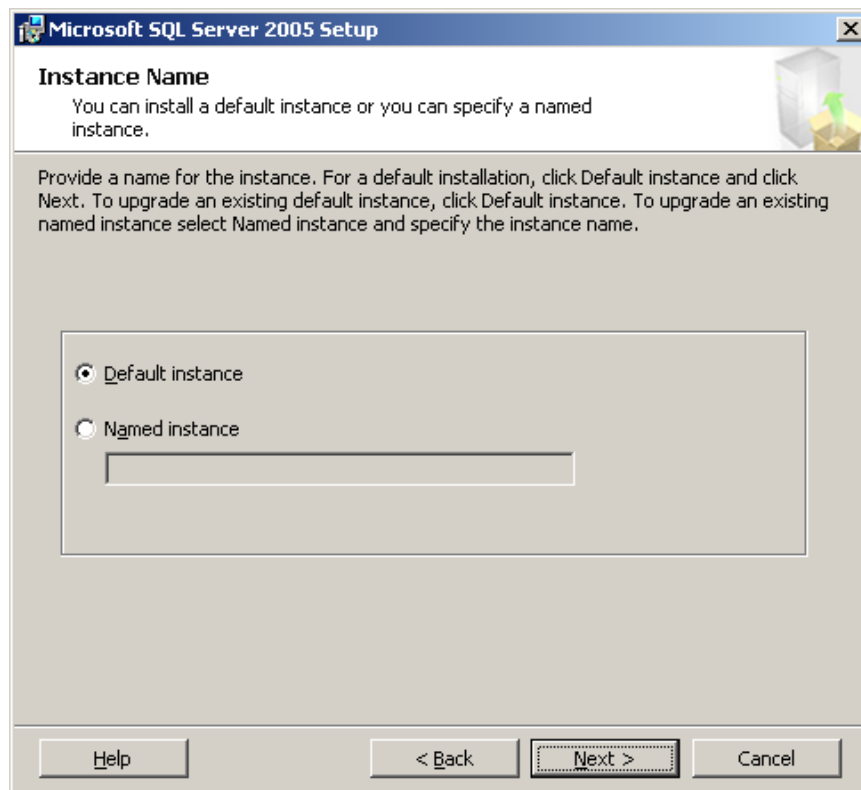 Microsoft SQL Server 2005 Setup
Instance Name
You can install a default instance or you can specify a named
instance.
Provide a name for the instance. For a default installation, click Default instance and click
Next. To upgrade an existing default instance, click Default instance. To upgrade an existing
named instance select Named instance and specify the instance name.
Default instance
Named instance
Help
< Back
Next >
Cancel